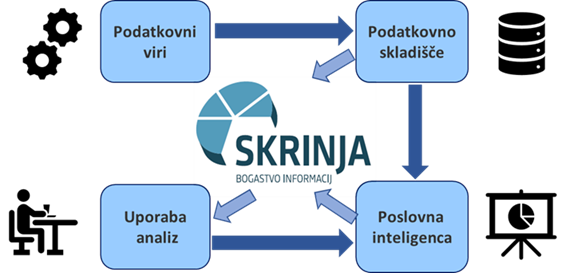 Podatkovni
viri
Podatkovno
skladišče
SKRINJA
BOGASTVO INFORMACIJ
Uporaba
analiz
Poslovna
inteligenca